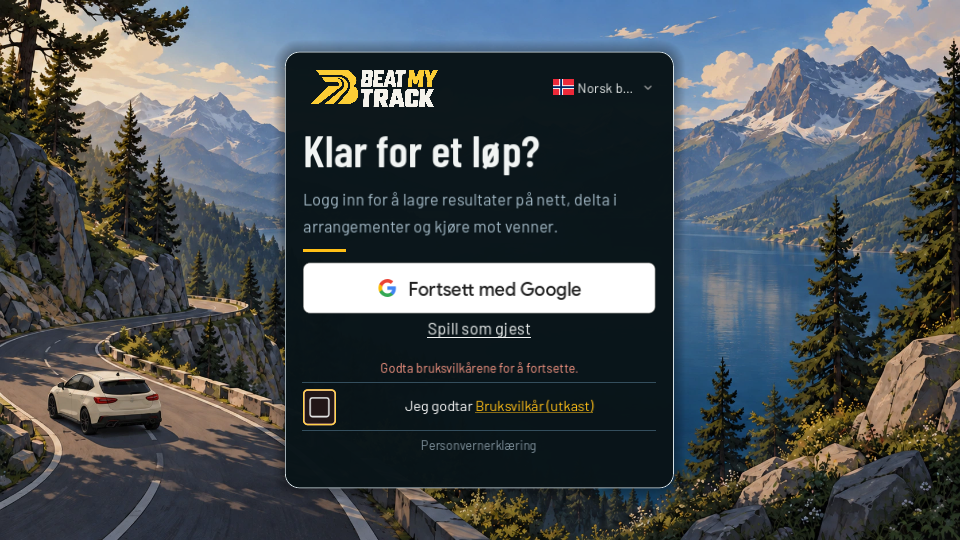 BEAT MY
TRACK
Norsk b...
Klar for et løp?
Logg inn for å lagre resultater på nett, delta i
arrangementer og kjøre mot venner.
Fortsett med Google
Spill som gjest
Godta bruksvilkårene for å fortsette.
Jeg godtar Bruksvilkår (utkast)
Personvernerklæring